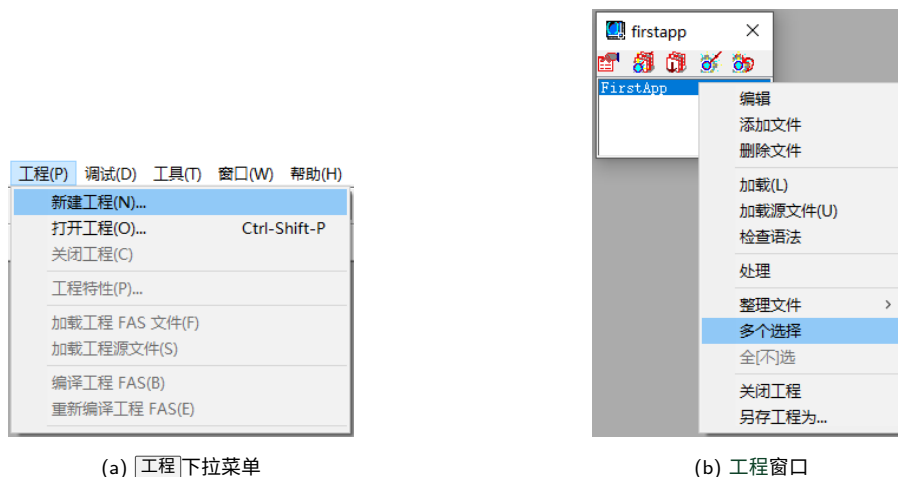 工程(P) 调试(D) 工具(T) 窗口(W) 帮助(H)
新建工程(N)...
打开工程(O)... Ctrl-Shift-P
关闭工程(C)
工程特性(P)...
加载工程 FAS 文件(F)
加载工程源文件(S)
编译工程 FAS(B)
重新编译工程 FAS(E)
(a) 工程下拉菜单
firstapp
FirstApp
编辑
添加文件
删除文件
加载(L)
加载源文件(U)
检查语法
处理
整理文件
多个选择
全[不]选
关闭工程
另存工程为...
(b) 工程窗口